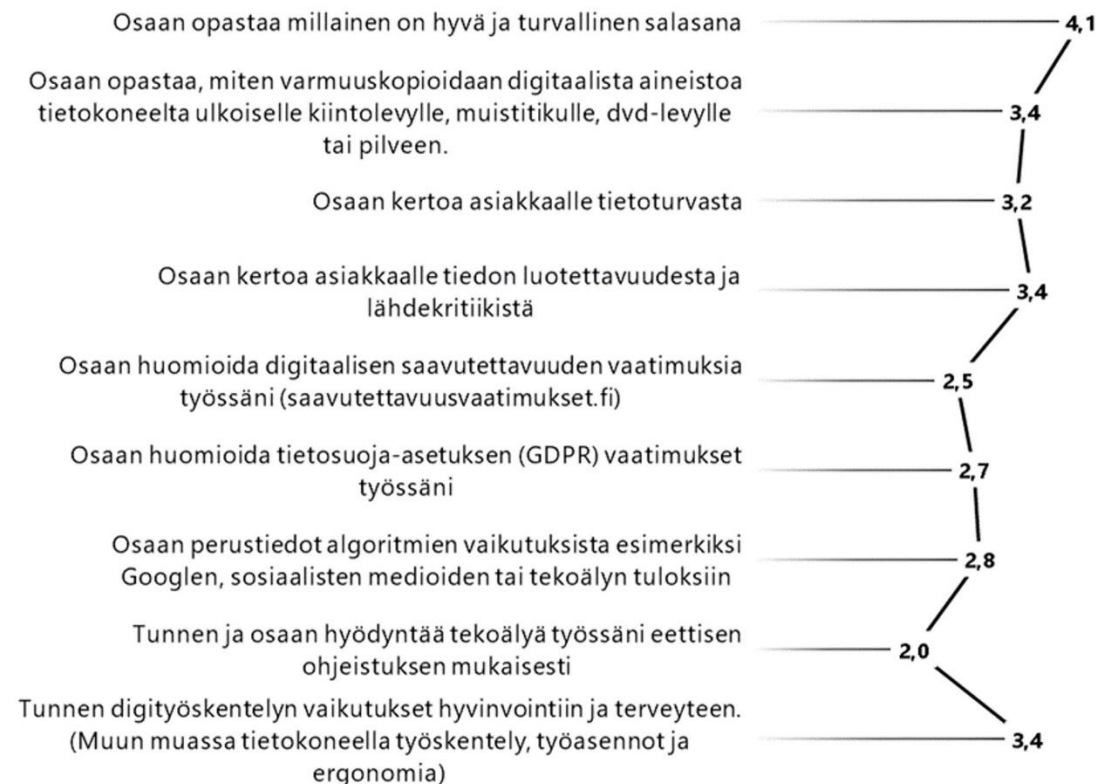 Osaan opastaa millainen on hyvä ja turvallinen salasana
4,1
Osaan opastaa, miten varmuuskopioidaan digitaalista aineistoa
tietokoneelta ulkoiselle kiintolevylle, muistitikulle, dvd-levylle
tai pilveen.
3,4
Osaan kertoa asiakkaalle tietoturvasta
3,2
Osaan kertoa asiakkaalle tiedon luotettavuudesta ja
lähdekritiikistä
3,4
Osaan huomioida digitaalisen saavutettavuuden vaatimuksia
työssäni (saavutettavuusvaatimukset.fi)
2,5
Osaan huomioida tietosuoja-asetuksen (GDPR) vaatimukset
työssäni
2,7
Osaan perustiedot algoritmien vaikutuksista esimerkiksi
Googlen, sosiaalisten medioiden tai tekoälyn tuloksiin
2,8
Tunnen ja osaan hyödyntää tekoälyä työssäni eettisen
ohjeistuksen mukaisesti
2,0
Tunnen digityöskentelyn vaikutukset hyvinvointiin ja terveyteen.
(Muun muassa tietokoneella työskentely, työasennot ja
ergonomia)
3,4